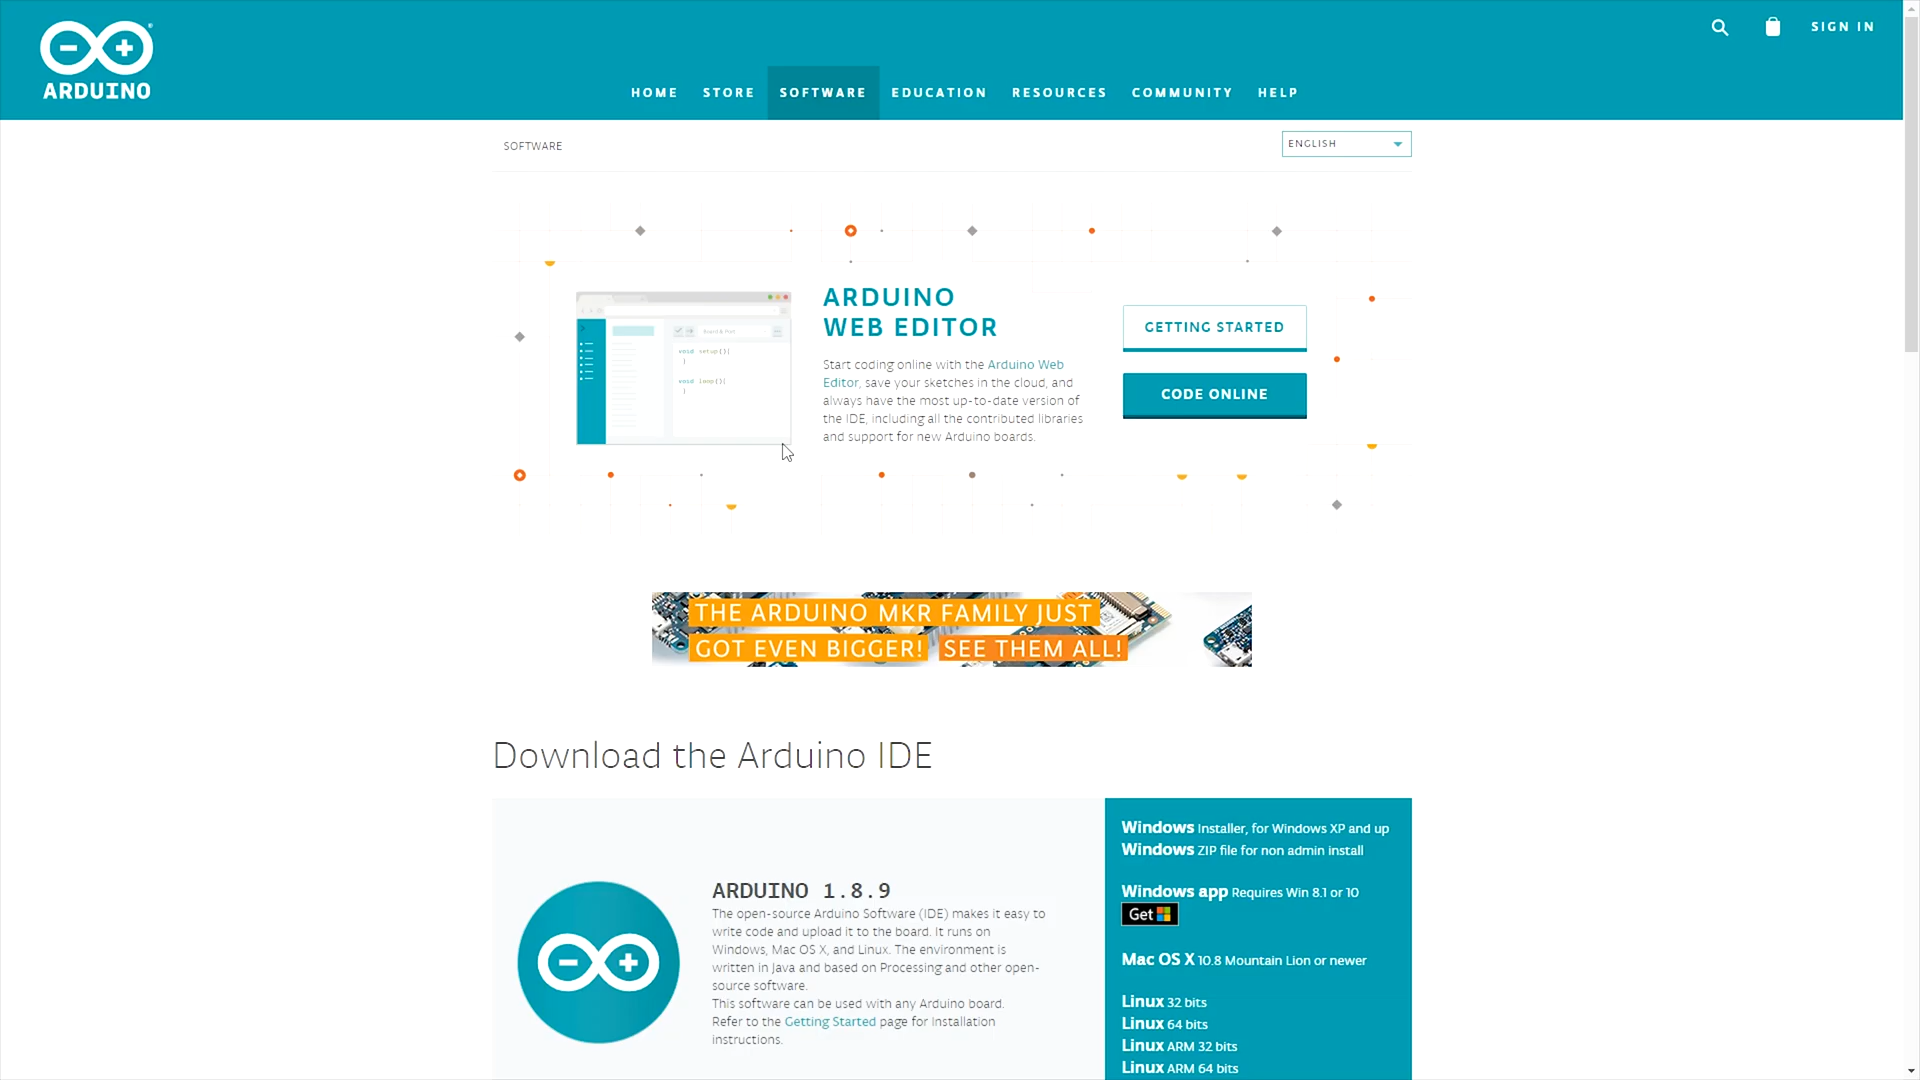 ARDUINO
SIGN IN
HOME STORE SOFTWARE EDUCATION RESOURCES COMMUNITY HELP
SOFTWARE
ENGLISH
Board & Port
void setup(){
}
void loop(){
}
ARDUINO
WEB EDITOR
Start coding online with the Arduino Web
Editor, save your sketches in the cloud, and
always have the most up-to-date version of
the IDE, including all the contributed libraries
and support for new Arduino boards.
GETTING STARTED
CODE ONLINE
THE ARDUINO MKR FAMILY JUST
GOT EVEN BIGGER! SEE THEM ALL!
Download the Arduino IDE
ARDUINO 1.8.9
The open-source Arduino Software (IDE) makes it easy to
write code and upload it to the board. It runs on
Windows, Mac OS X, and Linux. The environment is
written in Java and based on Processing and other open-
source software.
This software can be used with any Arduino board.
Refer to the Getting Started page for Installation
instructions.
Windows Installer, for Windows XP and up
Windows ZIP file for non admin install
Windows app Requires Win 8.1 or 10
Get
Mac OS X 10.8 Mountain Lion or newer
Linux 32 bits
Linux 64 bits
Linux ARM 32 bits
Linux ARM 64 bits